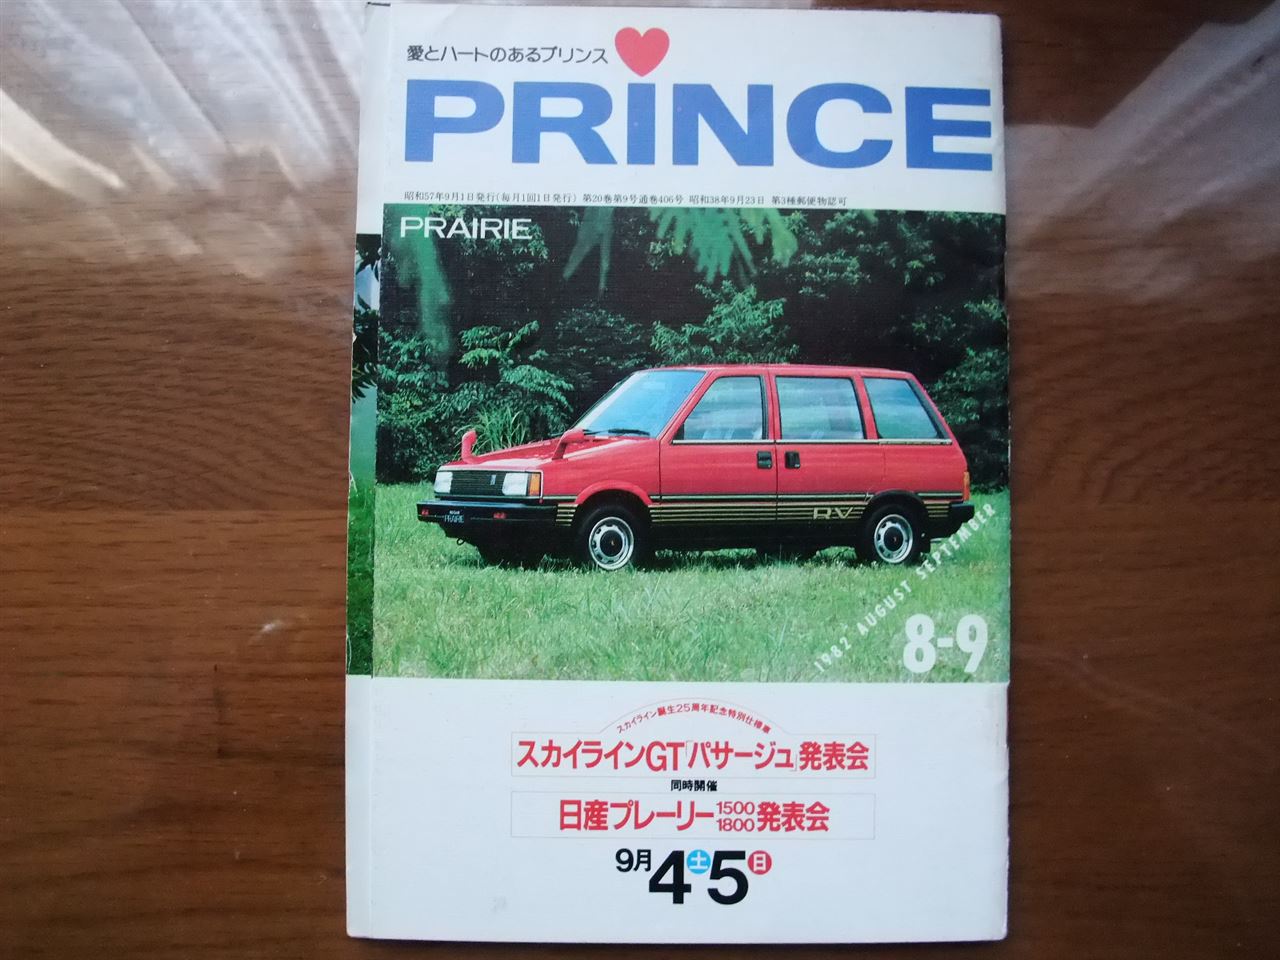 愛とハートのあるプリンス
PRINCE
昭和57年9月1日発行(毎月1回1日発行) 第20巻第9号通巻406号 昭和38年9月23日 第3種郵便物認可
PRAIRIE
PRAIRIE
RV
1982 AUGUST SEPTEMBER
8-9
スカイライン誕生25周年記念特別仕様車
スカイラインGT「パサージュ」発表会
同時開催
日産プレーリー1500 1800発表会
9月4土5日